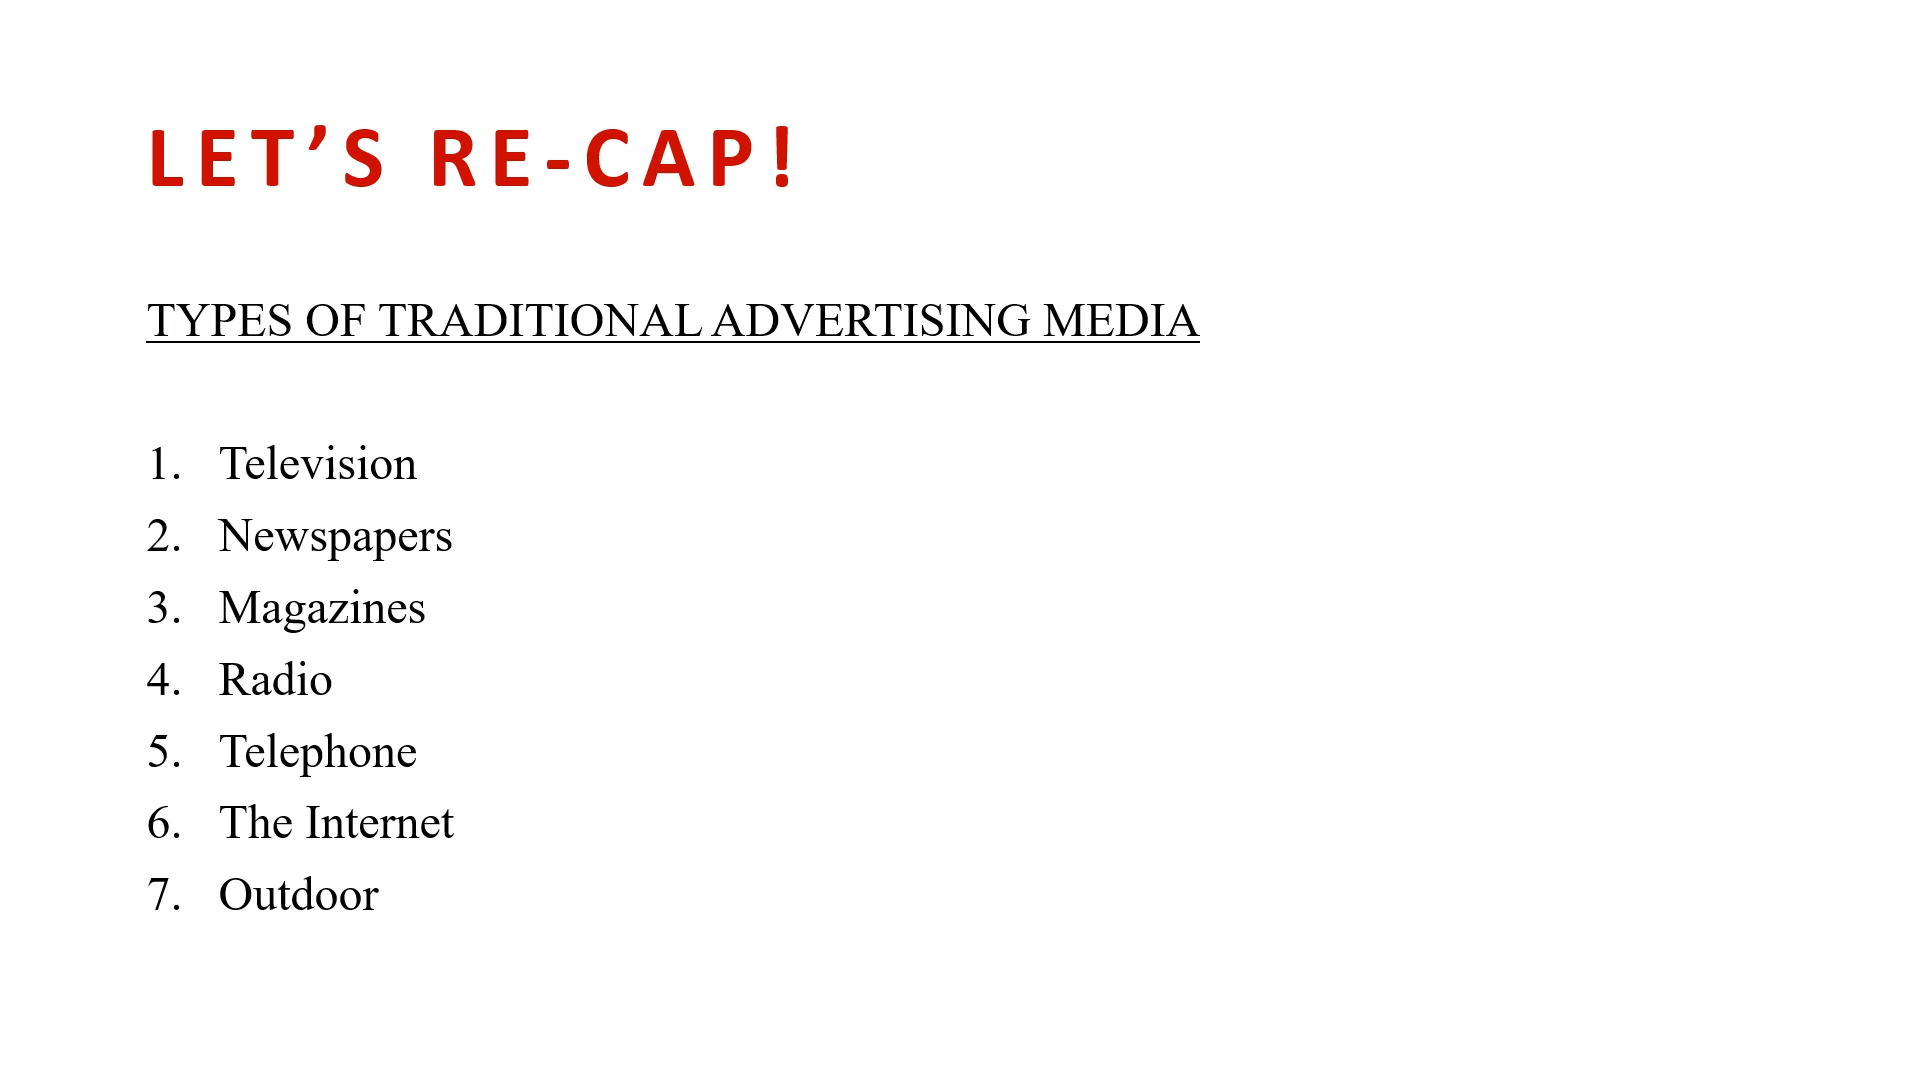 LET’S RE-CAP!
TYPES OF TRADITIONAL ADVERTISING MEDIA
1. Television
2. Newspapers
3. Magazines
4. Radio
5. Telephone
6. The Internet
7. Outdoor